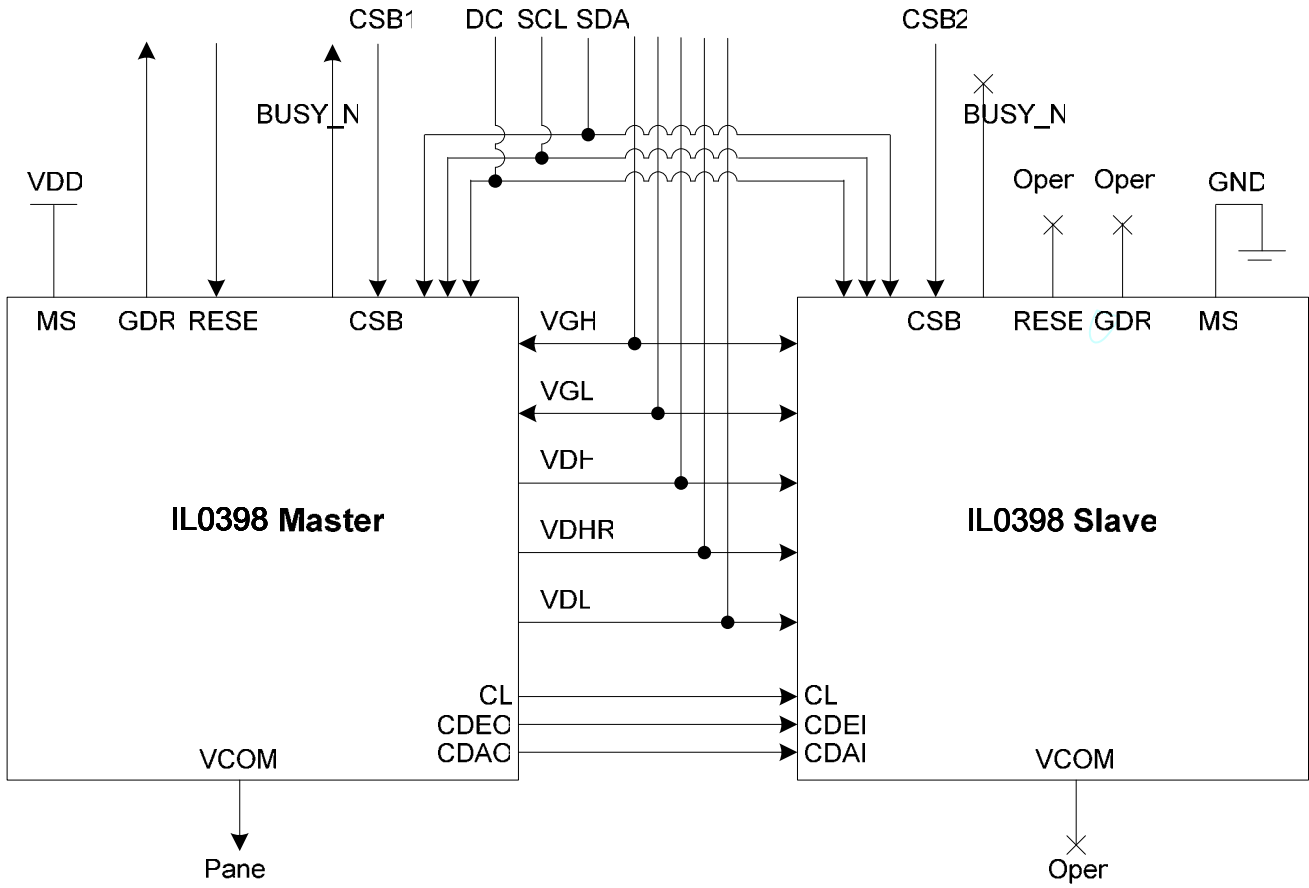 CSB1 DC SCL SDA CSB2
BUSY_N BUSY_N
VDD Oper Oper GND
MS GDR RESE CSB VGH CSB RESE GDR MS
VGL
VDH
IL0398 Master VDHR IL0398 Slave
VDL
CL CL
CDEO CDEI
CDAO CDAI
VCOM VCOM
Pane Oper